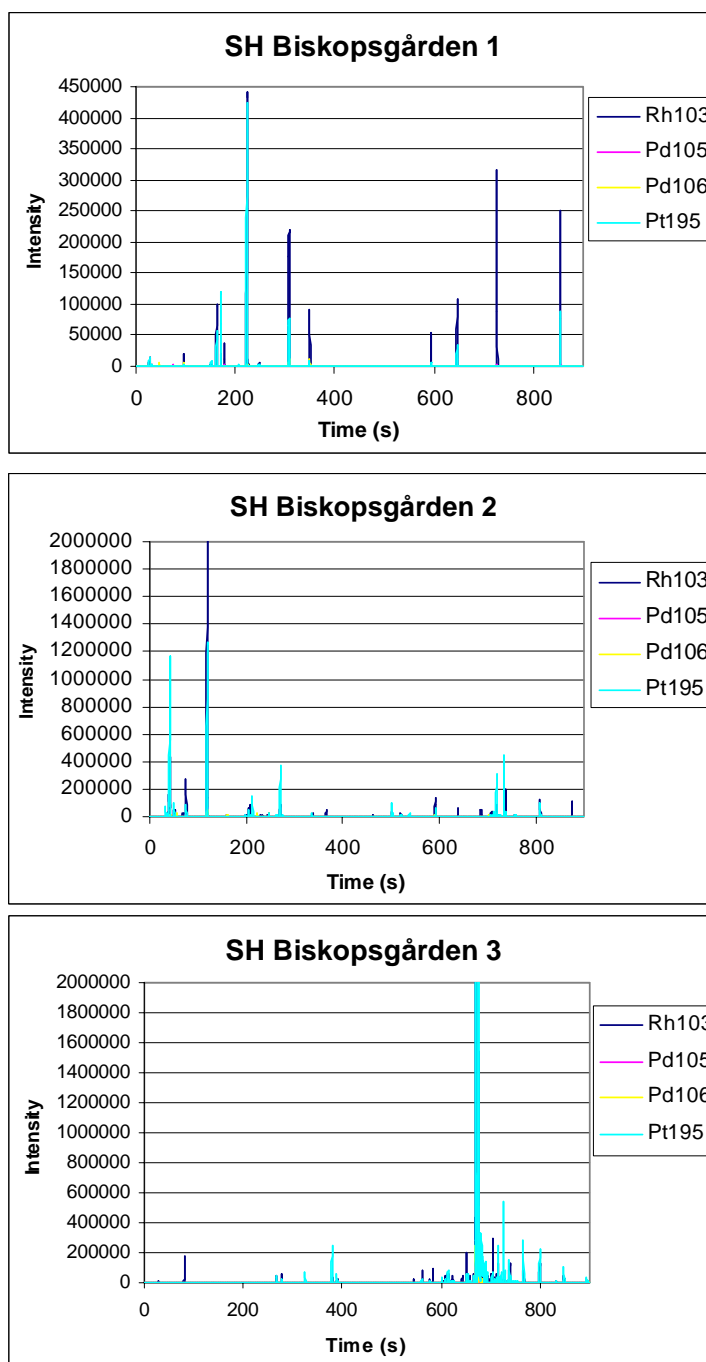 SH Biskopsgården 1
450000
400000
350000
300000
250000
200000
150000
100000
50000
0
Intensity
0 200 400 600 800
Time (s)
Rh103
Pd105
Pd106
Pt195
SH Biskopsgården 2
2000000
1800000
1600000
1400000
1200000
1000000
800000
600000
400000
200000
0
Intensity
0 200 400 600 800
Time (s)
Rh103
Pd105
Pd106
Pt195
SH Biskopsgården 3
2000000
1800000
1600000
1400000
1200000
1000000
800000
600000
400000
200000
0
Intensity
0 200 400 600 800
Time (s)
Rh103
Pd105
Pd106
Pt195